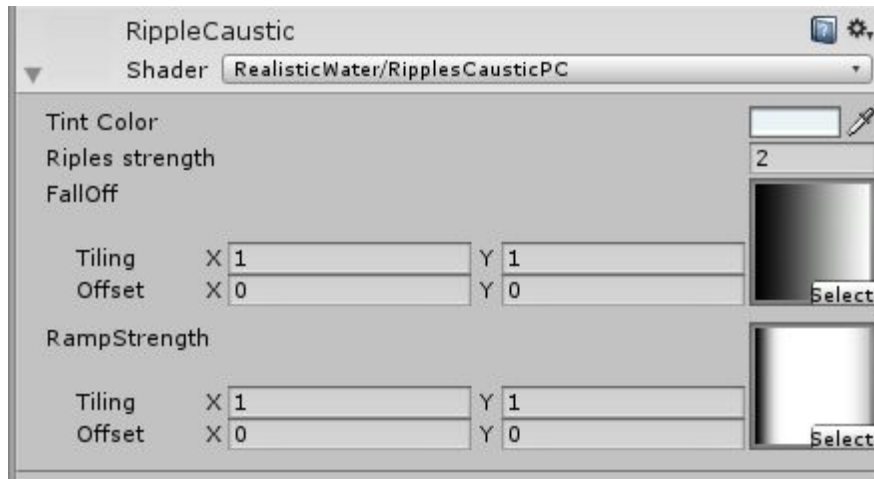 RippleCaustic
Shader RealisticWater/RipplesCausticPC
Tint Color
Riples strength 2
FallOff
Tiling X 1 Y 1
Offset X 0 Y 0
Select
RampStrength
Tiling X 1 Y 1
Offset X 0 Y 0
Select